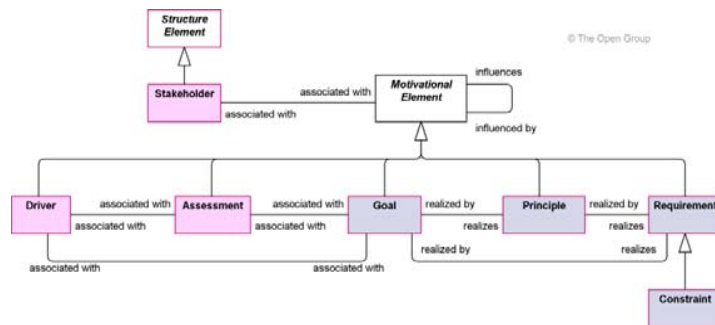 Structure
Element
© The Open Group
influences
Motivational
Element
Stakeholder
associated with
associated with
influenced by
Driver
associated with
Assessment
associated with
Goal
realized by
Principle
realized by
Requirement
associated with
associated with
realizes
realizes
realized by
realizes
associated with
associated with
Constraint